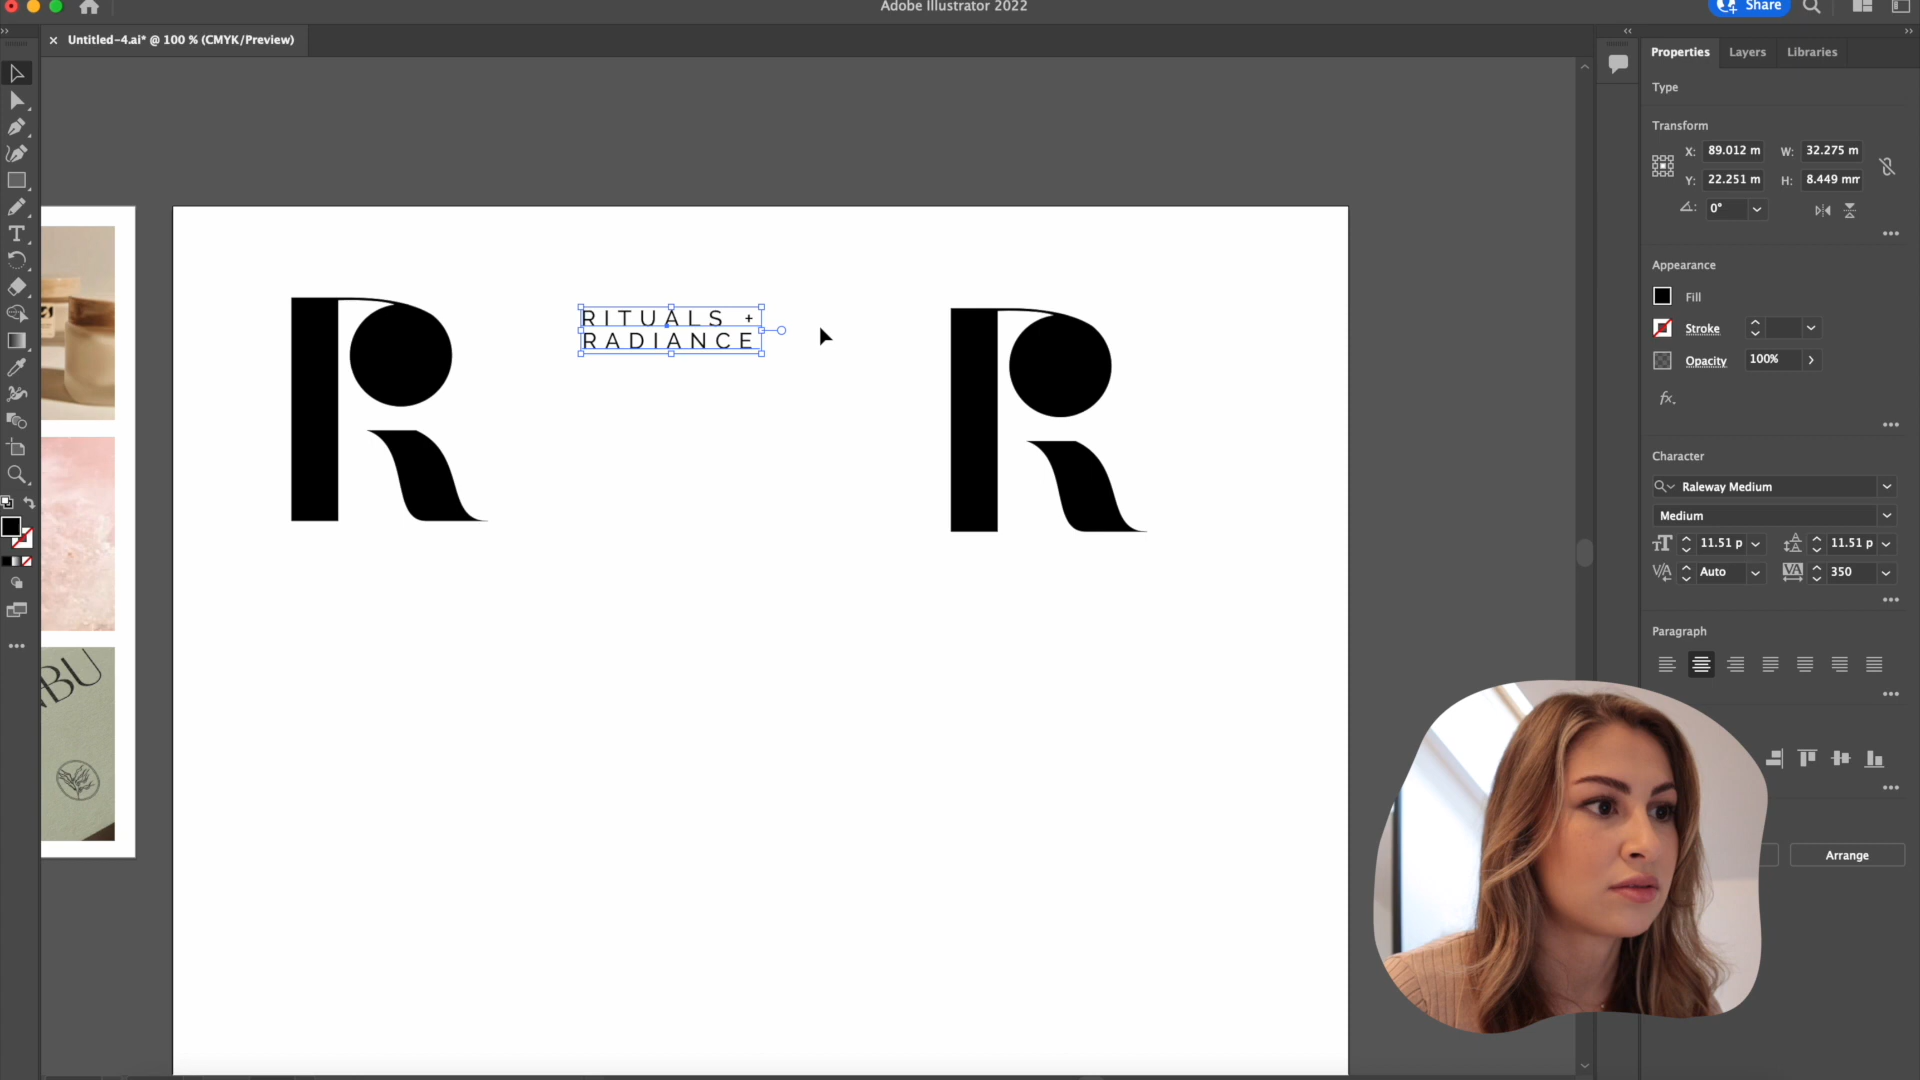 Adobe Illustrator 2022
Share
Untitled-4.ai* @ 100 % (CMYK/Preview)
Properties
Layers
Libraries
Type
Transform
X: 89.012 m
W: 32.275 m
Y: 22.251 m
H: 8.449 mm
0°
Appearance
Fill
Stroke
Opacity
100%
fx.
Character
Raleway Medium
Medium
11.51 p
11.51 p
Auto
350
Paragraph
Arrange
R
RITUALS +
RADIANCE
R
ABU